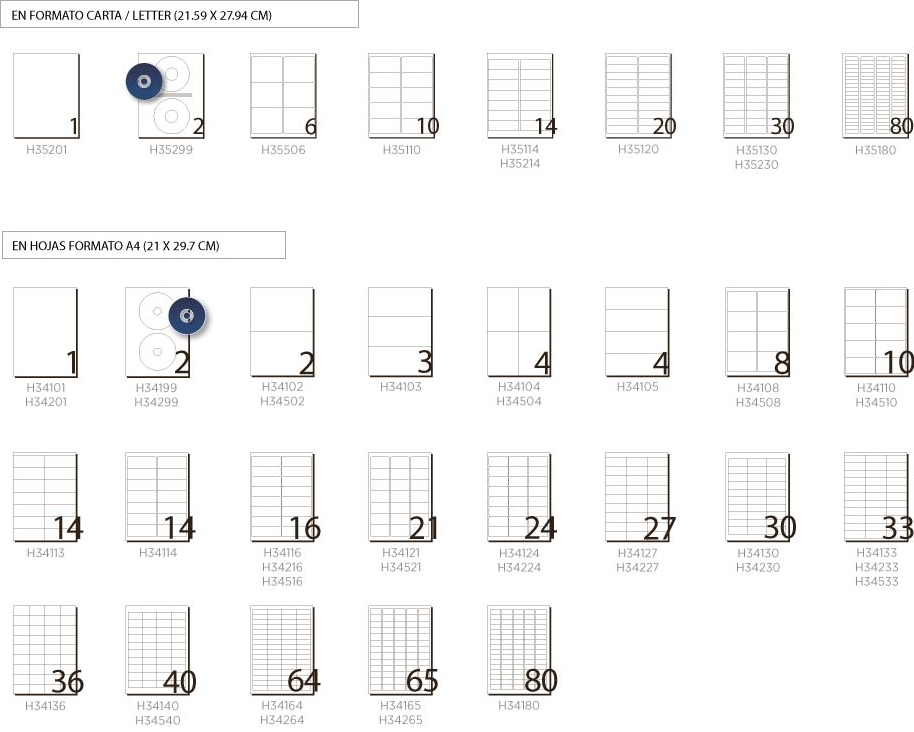 EN FORMATO CARTA / LETTER (21.59 X 27.94 CM)
1 2 6 10 14 20 30 80
H35201 H35299 H35506 H35110 H35114 H35120 H35130 H35180
H35214 H35230
EN HOJAS FORMATO A4 (21 X 29.7 CM)
1 2 2 3 4 4 8 10
H34101 H34199 H34102 H34103 H34104 H34105 H34108 H34110
H34201 H34299 H34502 H34504 H34508 H34510
14 14 16 21 24 27 30 33
H34113 H34114 H34116 H34121 H34124 H34127 H34130 H34133
H34216 H34521 H34224 H34227 H34230 H34233
H34516 H34533
36 40 64 65 80
H34136 H34140 H34164 H34165 H34180
H34540 H34264 H34265